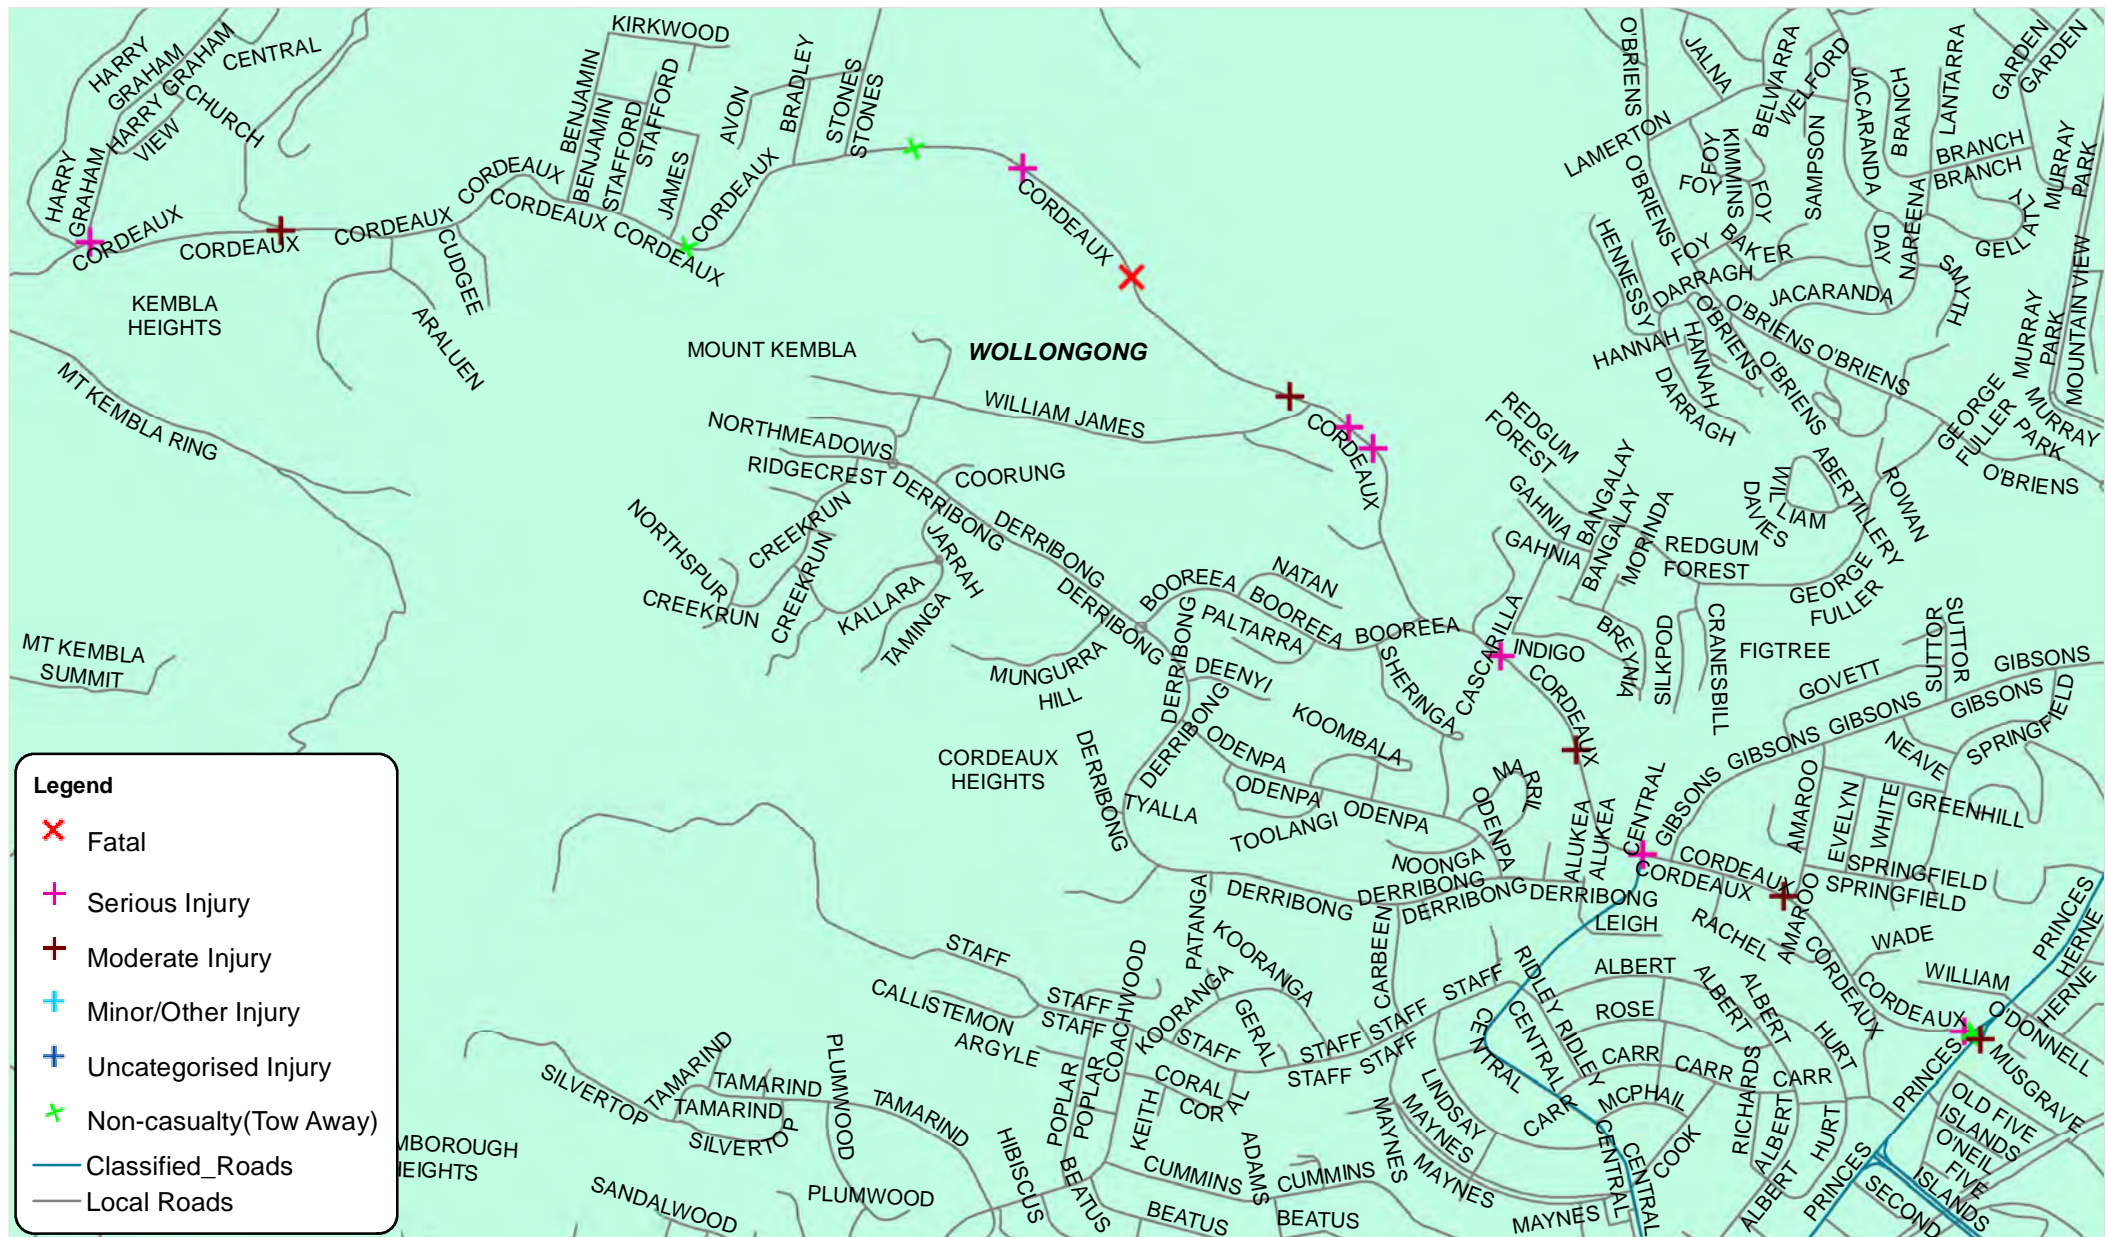 KIRKWOOD
HARRY
GRAHAM
HARRY GRAHAM
CENTRAL
CHURCH
VIEW
HARRY
GRAHAM
BENJAMIN
BENJAMIN
STAFFORD
STAFFORD
JAMES
AVON
BRADLEY
STONES
STONES
CORDEAUX
CORDEAUX
CORDEAUX
CORDEAUX
CORDEAUX
CORDEAUX
CORDEAUX
CORDEAUX
CUDGEE
ARALUEN
KEMBLA
HEIGHTS
MT KEMBLA RING
MT KEMBLA
SUMMIT
MOUNT KEMBLA
WOLLONGONG
WILLIAM JAMES
NORTHMEADOWS
RIDGECREST
COORUNG
DERRIBONG
DERRIBONG
DERRIBONG
CREEKRUN
CREEKRUN
NORTHSPUR
CREEKRUN
JARRAH
KALLARA
TAMINGA
MUNGURRA
HILL
BOOREEA
BOOREEA
BOOREEA
NATAN
PALTARRA
DERRIBONG
DEENYI
DERRIBONG
DERRIBONG
ODENPA
ODENPA
ODENPA
ODENPA
KOOMBALA
TYALLA
TOOLANGI
NOONGA
MA
RRIL
CORDEAUX
HEIGHTS
CORDEAUX
CORDEAUX
CORDEAUX
SHERINGA
CASCARILLA
INDIGO
O'BRIENS
JALNA
BELWARRA
WELFORD
JACARANDA
BRANCH
LANTARA
GARDEN
GARDEN
LAMERTON
O'BRIENS
FOY
FOY
KIMMINS
FOY
SAMPSON
BRANCH
BRANCH
MURRAY
PARK
HENNESSY
FOY
BAKER
DAY
NAREENA
GELLATLY
SMYTH
DARRAGH
JACARANDA
MOUNTAIN VIEW
O'BRIENS
O'BRIENS
O'BRIENS
O'BRIENS
HANNAH
HANNAH
DARRAGH
MURRAY
PARK
MURRAY
PARK
GEORGE
FULLER
O'BRIENS
REDGUM
FOREST
GAHNIA
GAHNIA
BANGALAY
BANGALAY
MORINDA
REDGUM
FOREST
WIL
LIAM
DAVIES
ABERTILLERY
ROWAN
GEORGE
FULLER
BREYNIA
SILKPOD
CRANESBILL
FIGTREE
SUTTOR
SUTTOR
GOVETT
GIBSONS
GIBSONS
GIBSONS
GIBSONS
GIBSONS
SPRINGFIELD
NEAVE
GREENHILL
AMAROO
EVELYN
WHITE
SPRINGFIELD
SPRINGFIELD
ALUKEA
ALUKEA
CENTRAL
CORDEAUX
CORDEAUX
AMAROO
RACHEL
CORDEAUX
WADE
WILLIAM
CORDEAUX
PRINCES
HERNE
HERNE
O'DONNELL
MUSGRAVE
PRINCES
OLD FIVE
ISLANDS
O'NEIL
FIVE
ISLANDS
SECOND
PRINCES
DERRIBONG
DERRIBONG
DERRIBONG
DERRIBONG
LEIGH
PATANGA
KOORANGA
KOORANGA
GERAL
CARBEEN
STAFF
STAFF
STAFF
STAFF
STAFF
STAFF
STAFF
STAFF
CALLISTEMON
ARGYLE
COACHWOOD
POPLAR
POPLAR
KEITH
CORAL
COR
AL
ADAMS
CUMMINS
CUMMINS
BEATUS
BEATUS
BEATUS
HIBISCUS
SILVERTOP
TAMARIND
TAMARIND
TAMARIND
SILVERTOP
PLUMWOOD
TAMARIND
PLUMWOOD
SANDALWOOD
MBOROUGH
HEIGHTS
RIDLEY
RIDLEY
CENTRAL
CENTRAL
ALBERT
ROSE
ALBERT
ALBERT
HURT
CARR
CARR
CARR
CARR
MCPHAIL
COOK
RICHARDS
ALBERT
HURT
ALBERT
LINDSAY
MAYNES
MAYNES
MAYNES
MAYNES
CENTRAL
CENTRAL
Legend
Fatal
Serious Injury
Moderate Injury
Minor/Other Injury
Uncategorised Injury
Non-casualty(Tow Away)
Classified_Roads
Local Roads